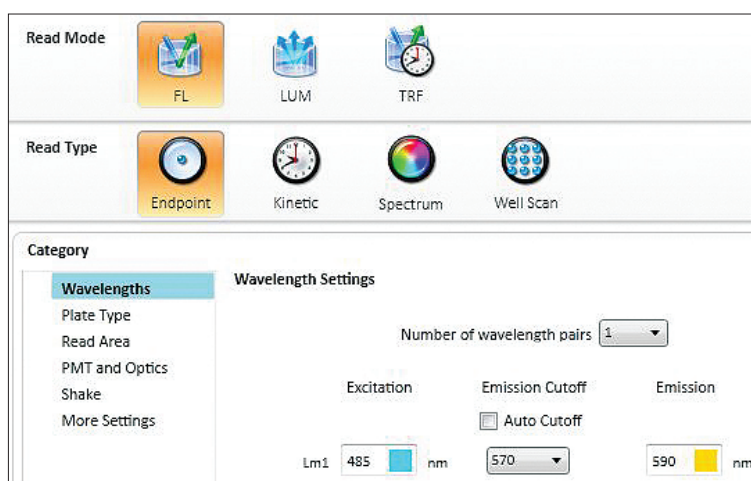 Read Mode
FL LUM TRF
Read Type
Endpoint Kinetic Spectrum Well Scan
Category
Wavelengths
Plate Type
Read Area
PMT and Optics
Shake
More Settings
Wavelength Settings
Number of wavelength pairs 1
Excitation Emission Cutoff Emission
Auto Cutoff
Lm1 485 nm 570 590 nm